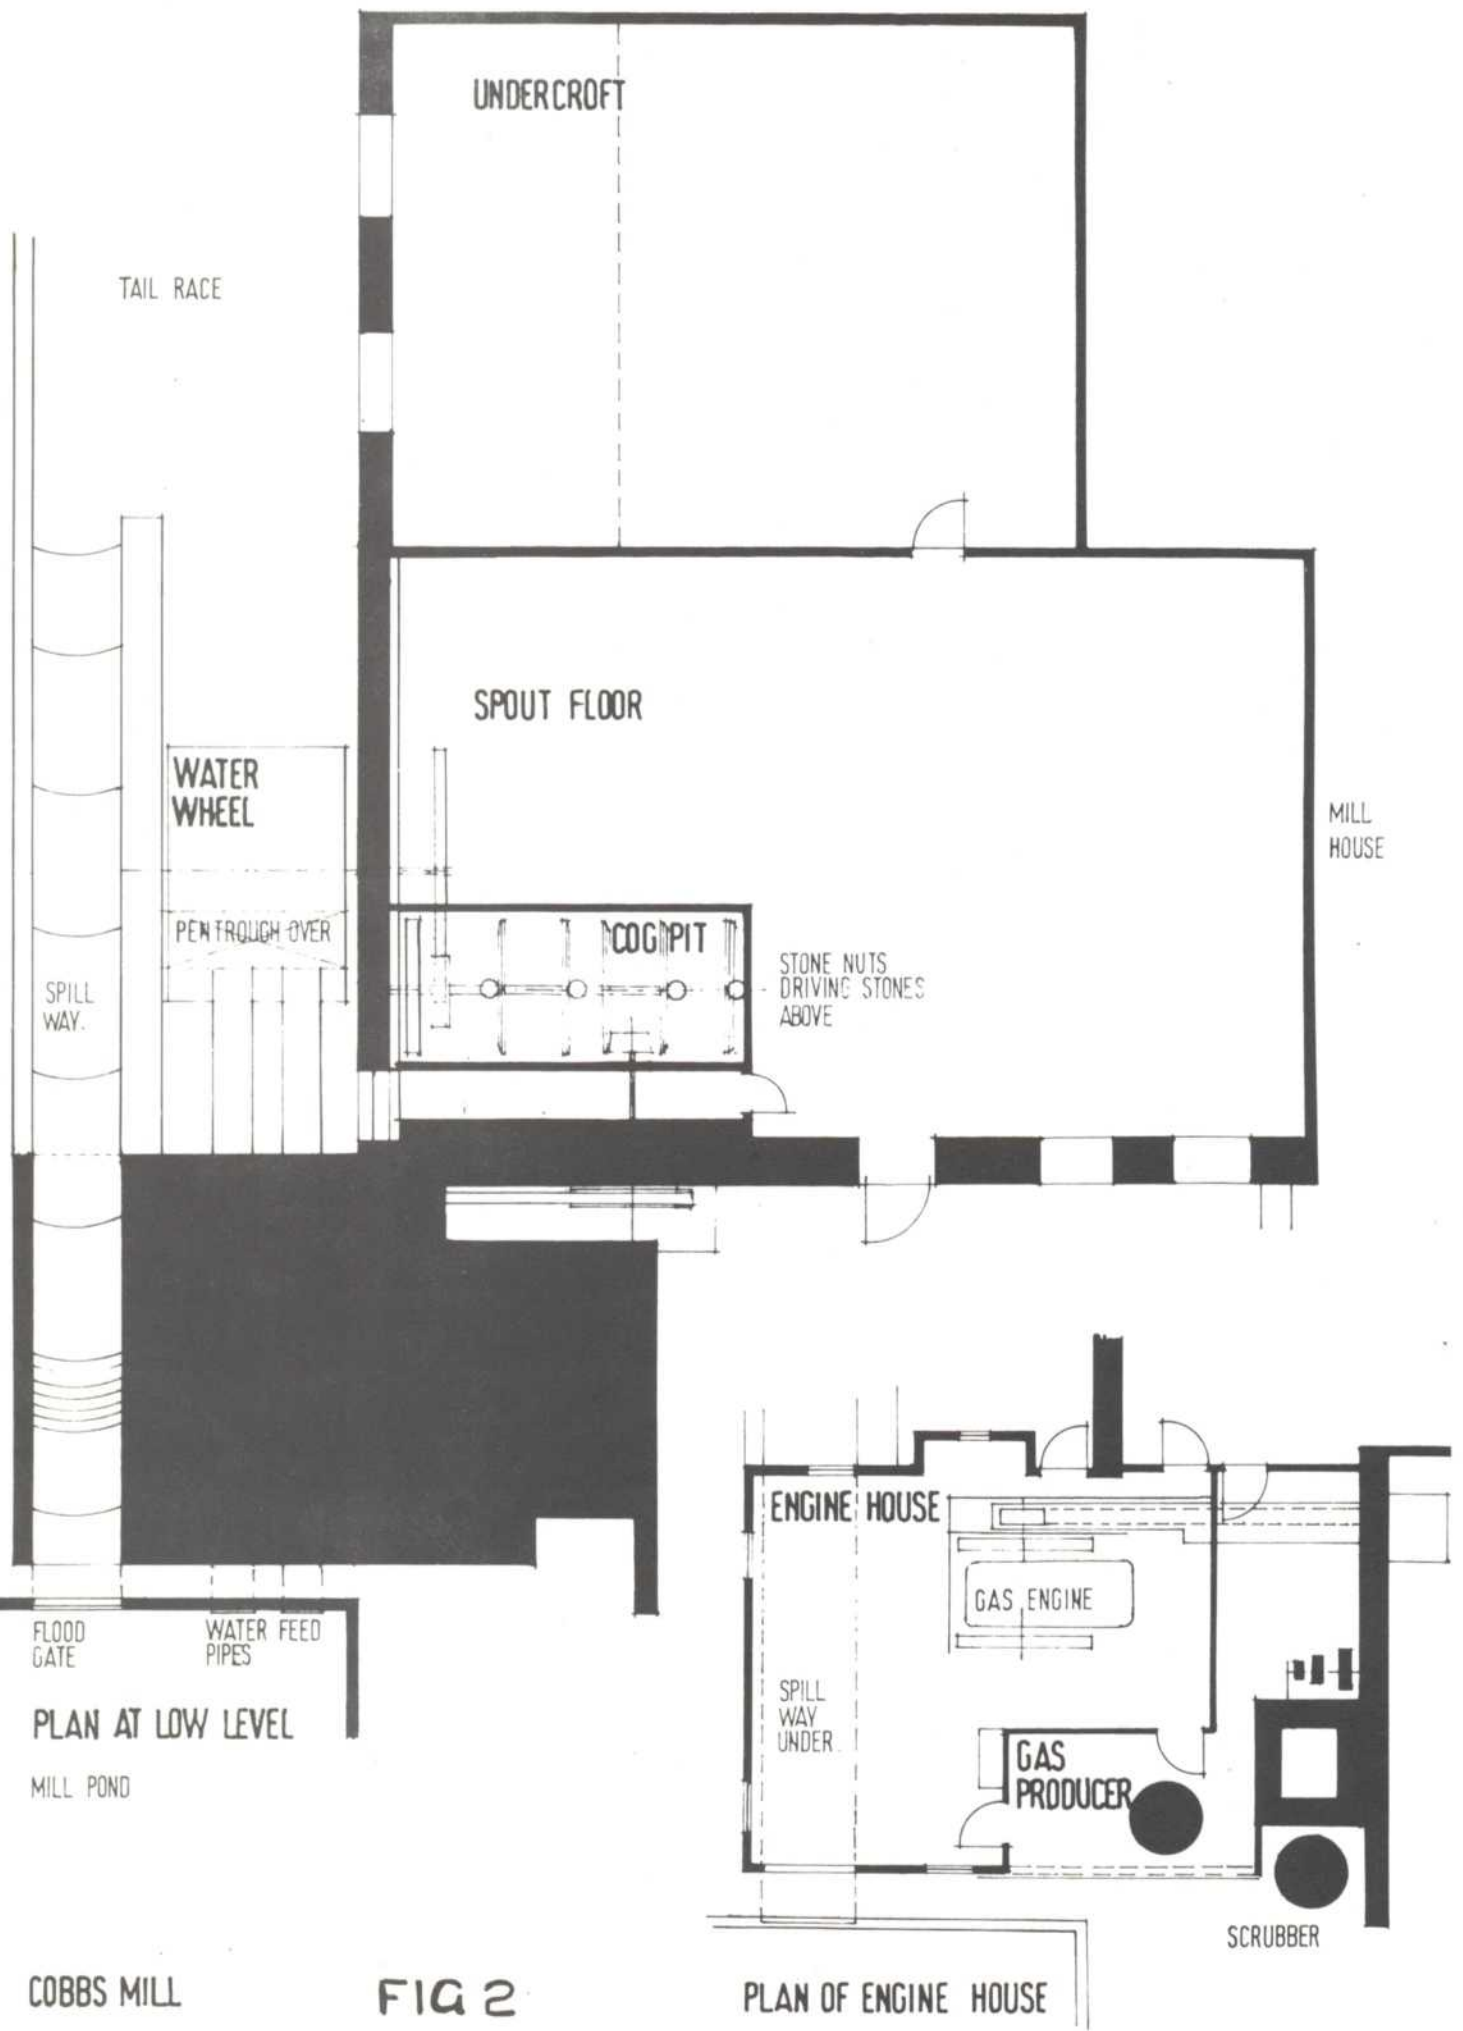 UNDERCROFT
TAIL RACE
SPOUT FLOOR
WATER
WHEEL
MILL
HOUSE
PENTROUGH OVER
COG PIT
STONE NUTS
DRIVING STONES
ABOVE
SPILL
WAY.
ENGINE HOUSE
GAS ENGINE
FLOOD
GATE
WATER FEED
PIPES
SPILL
WAY
UNDER
PLAN AT LOW LEVEL
GAS
PRODUCER
MILL POND
SCRUBBER
COBBS MILL
FIG 2
PLAN OF ENGINE HOUSE